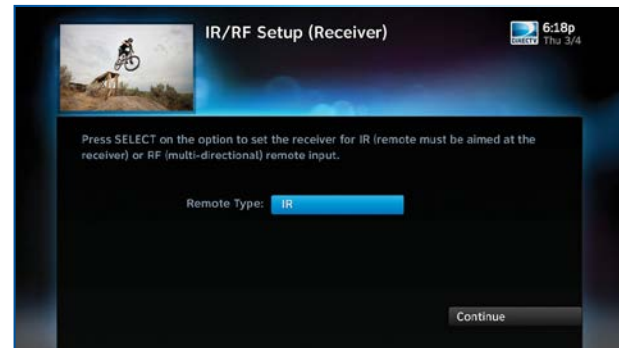 IR/RF Setup (Receiver)
6:18p
DIRECTV Thu 3/4
Press SELECT on the option to set the receiver for IR (remote must be aimed at the
receiver) or RF (multi-directional) remote input.
Remote Type: IR
Continue